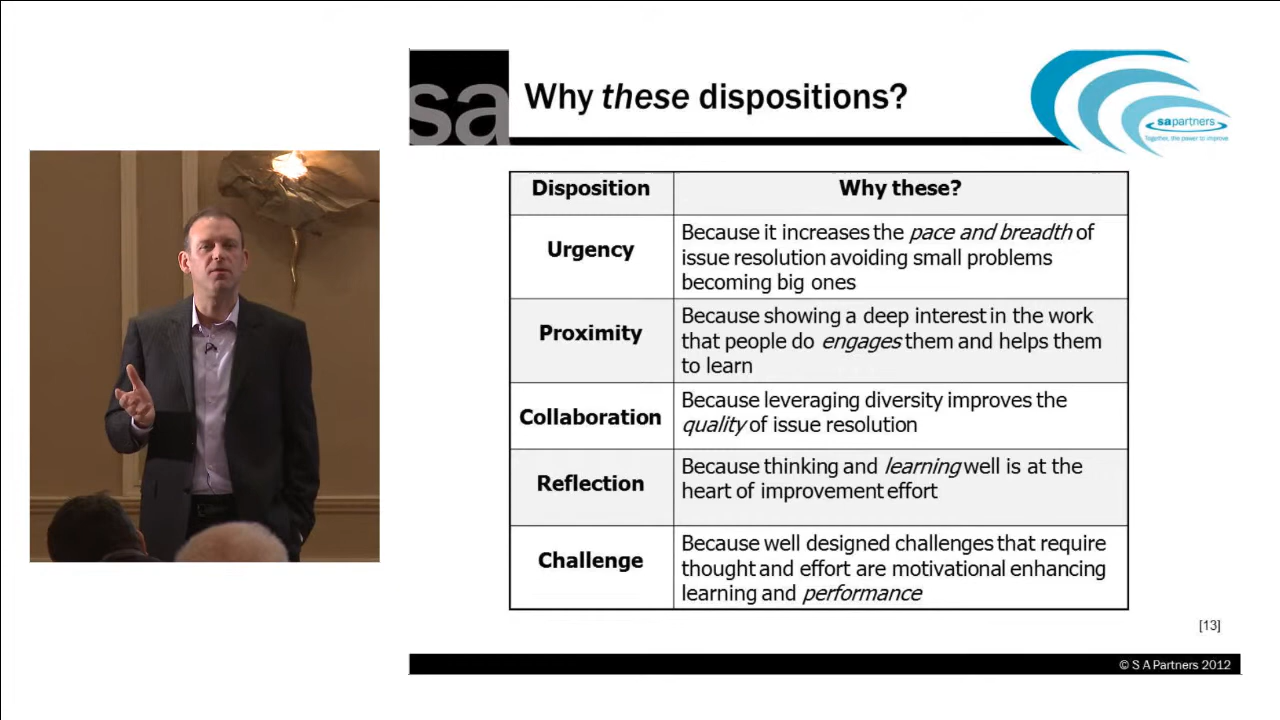 sa
Why these dispositions?
sapartners
Together, the power to improve
Disposition
Why these?
Urgency
Because it increases the pace and breadth of
issue resolution avoiding small problems
becoming big ones
Proximity
Because showing a deep interest in the work
that people do engages them and helps them
to learn
Collaboration
Because leveraging diversity improves the
quality of issue resolution
Reflection
Because thinking and learning well is at the
heart of improvement effort
Challenge
Because well designed challenges that require
thought and effort are motivational enhancing
learning and performance
[13]
© S A Partners 2012